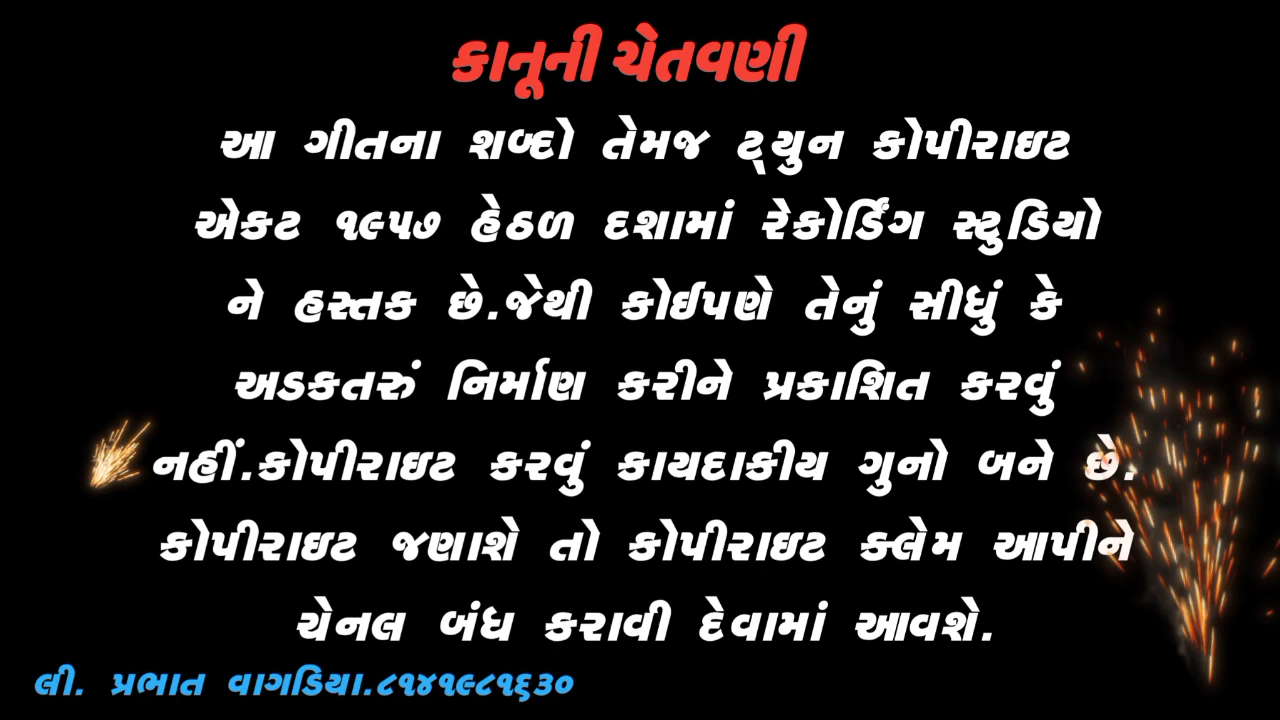 કાનૂની ચેતવણી
આ ગીતના શબ્દો તેમજ ટ્યુન કોપીરાઇટ
એકટ ૧૯૫૭ હેઠળ દશામાં રેકોર્ડિંગ સ્ટુડિયો
ને હસ્તક છે.જેથી કોઈપણે તેનું સીધું કે
અડકતરું નિર્માણ કરીને પ્રકાશિત કરવું
નહીં.કોપીરાઇટ કરવું કાયદાકીય ગુનો બને છે.
કોપીરાઇટ જણાશે તો કોપીરાઇટ ક્લેમ આપીને
ચેનલ બંધ કરાવી દેવામાં આવશે.
લી. પ્રભાત વાગડિયા.૮૧૪૧૯૮૧૬૩૦